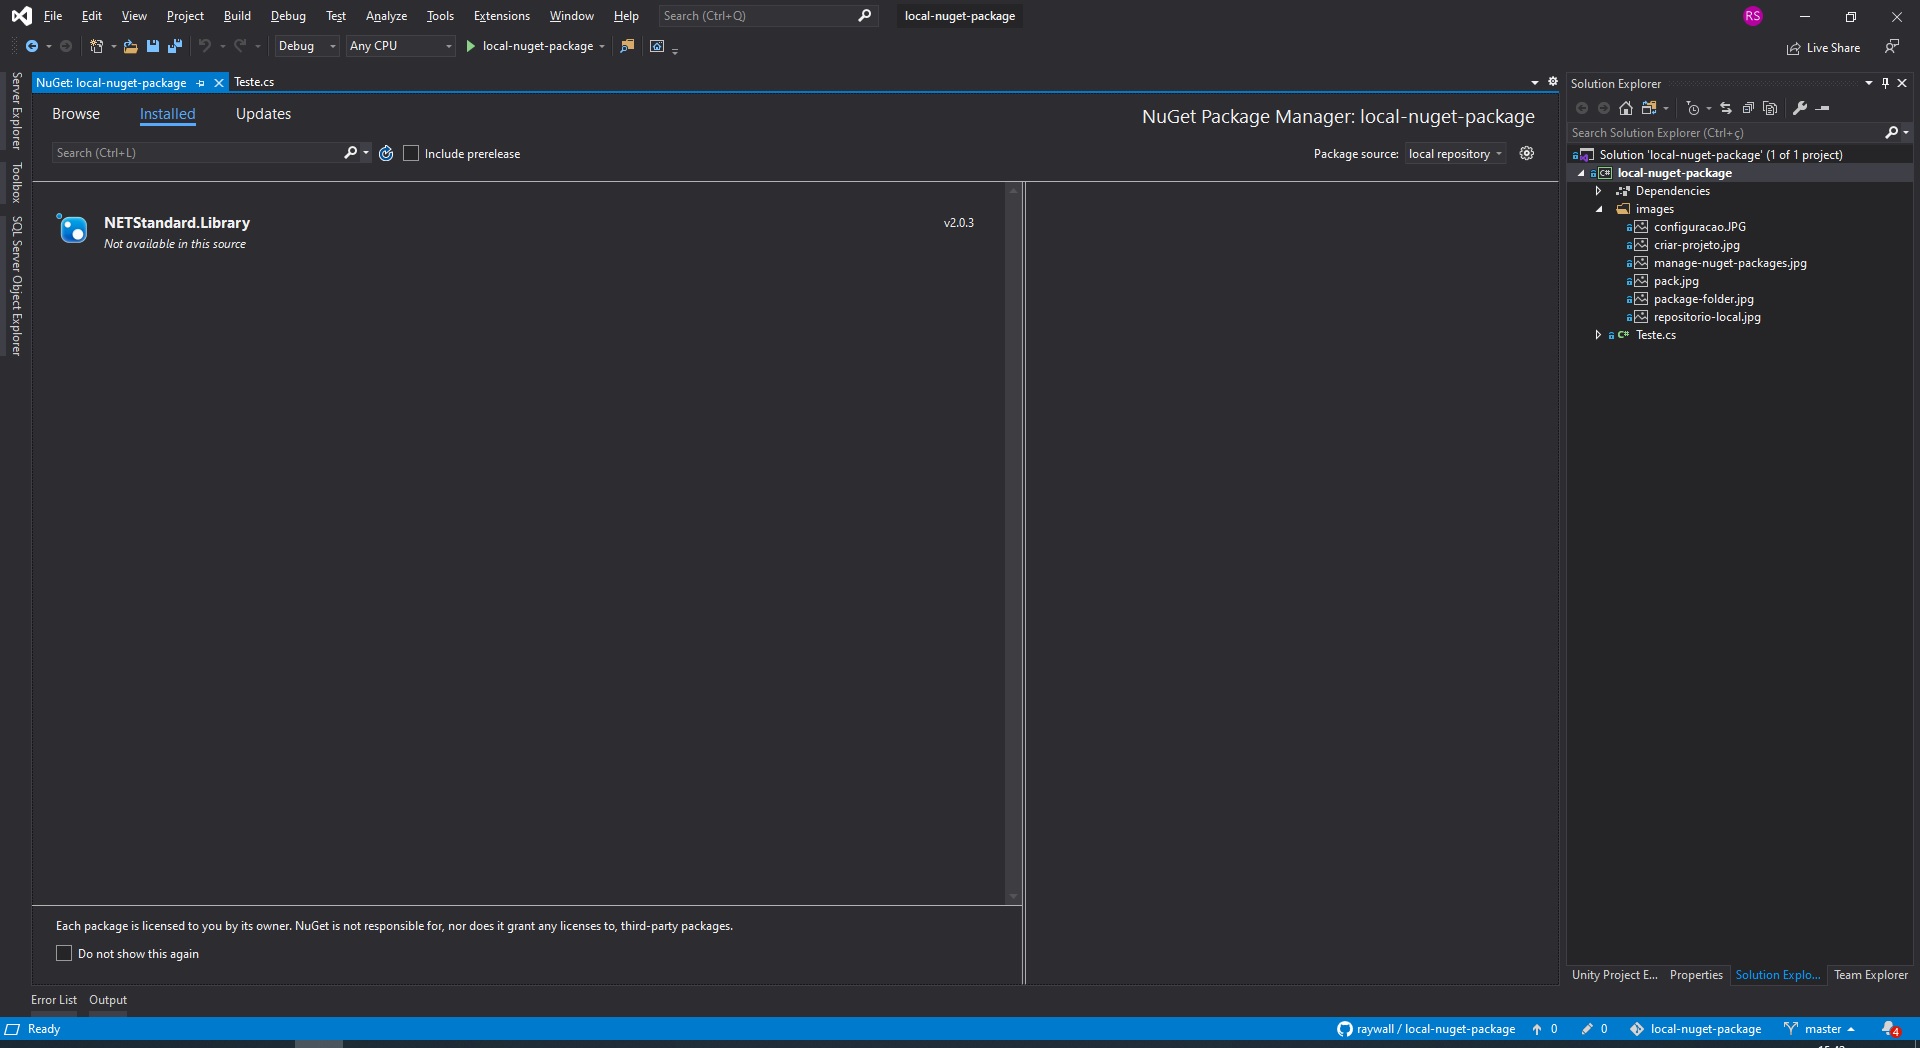 File Edit View Project Build Debug Test Analyze Tools Extensions Window Help Search (Ctrl+Q) local-nuget-package RS
Debug Any CPU local-nuget-package Live Share
Server Explorer
Toolbox
SQL Server Object Explorer
NuGet: local-nuget-package Teste.cs
Browse Installed Updates
NuGet Package Manager: local-nuget-package
Search (Ctrl+L) Include prerelease Package source: local repository
NETStandard.Library v2.0.3
Not available in this source
Each package is licensed to you by its owner. NuGet is not responsible for, nor does it grant any licenses to, third-party packages.
Do not show this again
Solution Explorer
Search Solution Explorer (Ctrl+ç)
Solution 'local-nuget-package' (1 of 1 project)
C# local-nuget-package
Dependencies
images
configuracao.JPG
criar-projeto.jpg
manage-nuget-packages.jpg
pack.jpg
package-folder.jpg
repositorio-local.jpg
C# Teste.cs
Unity Project E... Properties Solution Explo... Team Explorer
Error List Output
Ready raywall / local-nuget-package 0 0 local-nuget-package master 4